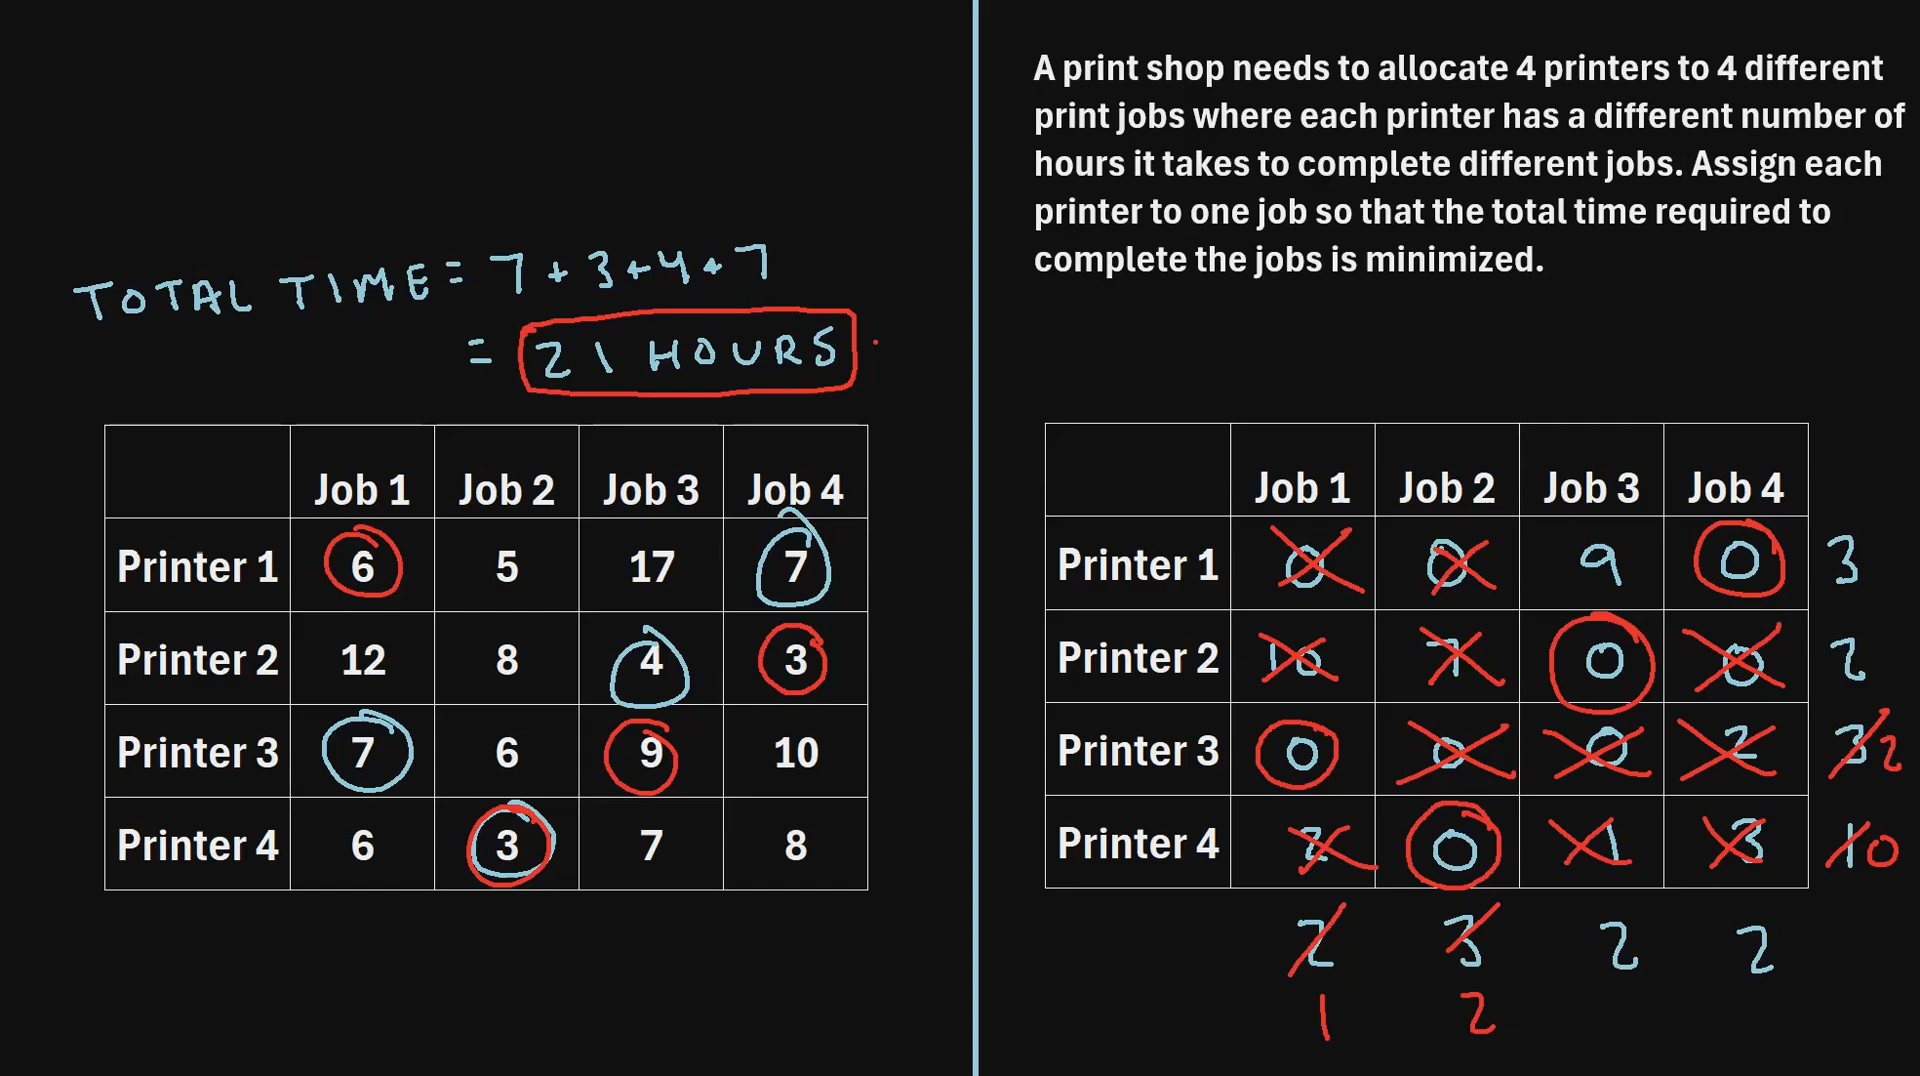 TOTAL TIME = 7 + 3 + 4 + 7
= 21 HOURS
Job 1 Job 2 Job 3 Job 4
Printer 1 6 5 17 7
Printer 2 12 8 4 3
Printer 3 7 6 9 10
Printer 4 6 3 7 8
A print shop needs to allocate 4 printers to 4 different
print jobs where each printer has a different number of
hours it takes to complete different jobs. Assign each
printer to one job so that the total time required to
complete the jobs is minimized.
Job 1 Job 2 Job 3 Job 4
Printer 1 0 0 9 0 3
Printer 2 10 7 0 0 2
Printer 3 0 0 0 2 3 2
Printer 4 2 0 1 3 1 0
2 3 2 2
1 2